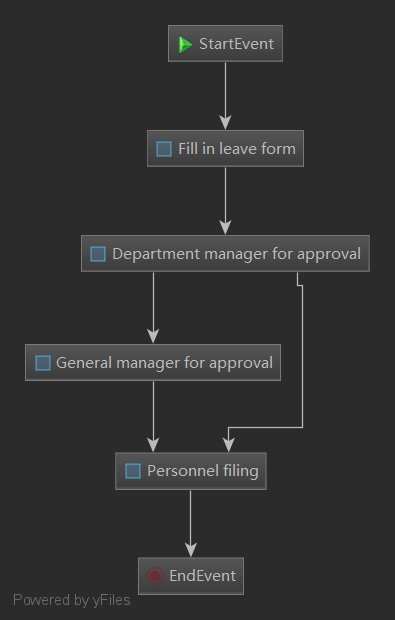 StartEvent
Fill in leave form
Department manager for approval
General manager for approval
Personnel filing
EndEvent
Powered by yFiles